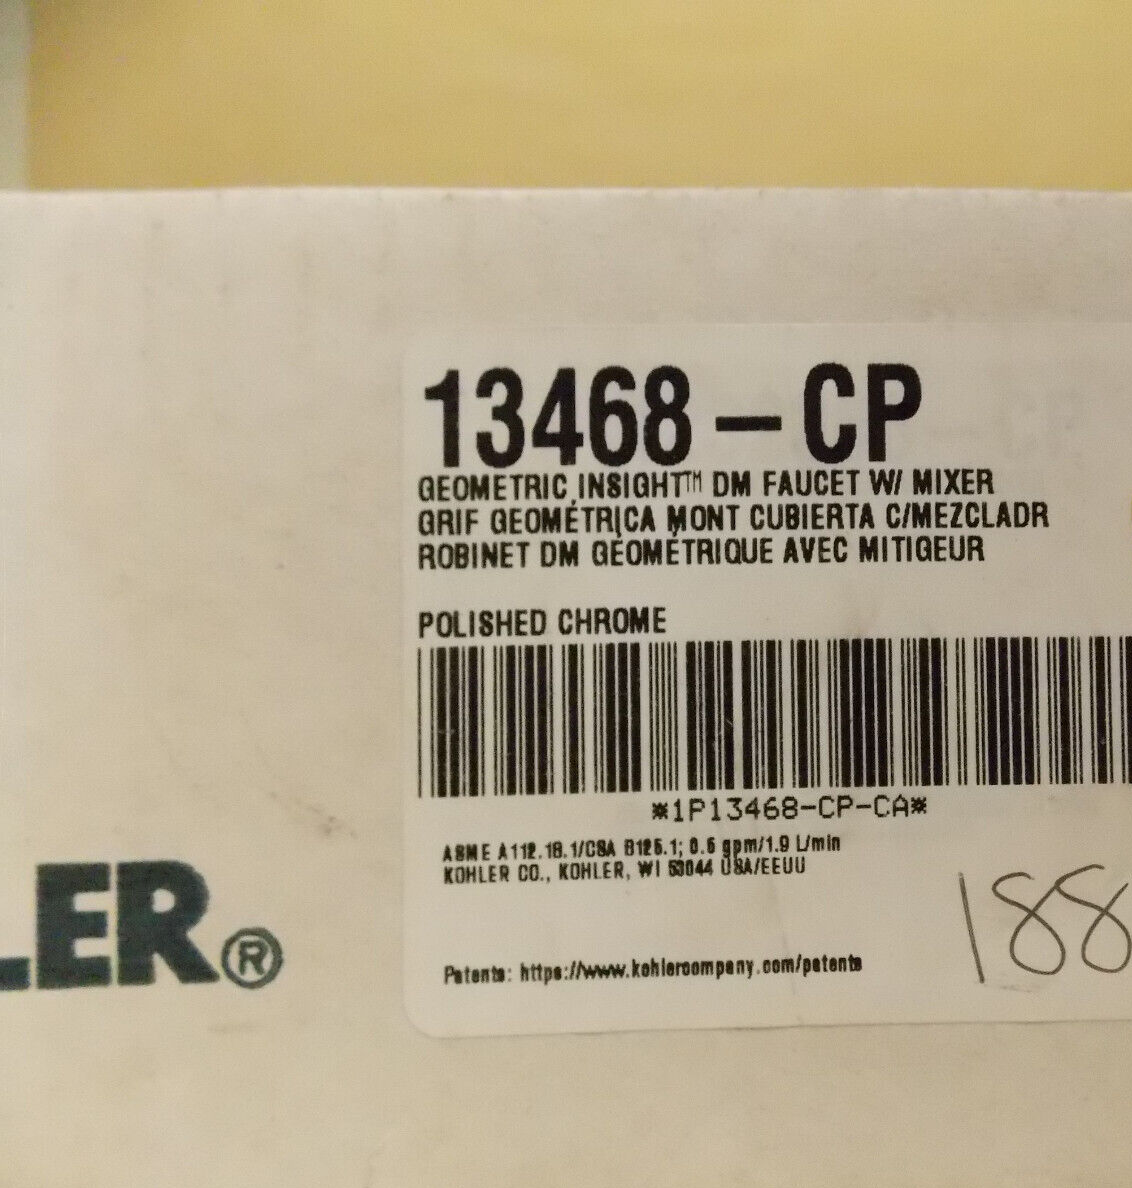 13468-CP
GEOMETRIC INSIGHT™ DM FAUCET W/ MIXER
GRIF GEOMÉTRICA MONT CUBIERTA C/MEZCLADR
ROBINET DM GÉOMÉTRIQUE AVEC MITIGEUR
POLISHED CHROME
*1P13468-CP-CA*
ASME A112.18.1/CSA B125.1; 0.5 gpm/1.9 L/min
KOHLER CO., KOHLER, WI 53044 USA/EEUU
188
Patents: https://www.kohlercompany.com/patents
LER®